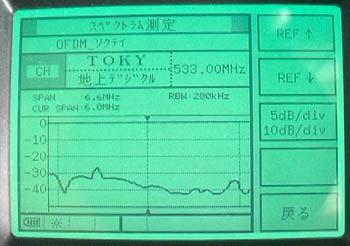 スペクトラム測定
OFDM_ソクテイ
CH
TOKY
地上デジタル
533.00MHz
SPAN :6.6MHz RBW:280kHz
CUR SPAN:6.0MHz
0
-10
-20
-30
-40
REF ↑
REF ↓
5dB/div
10dB/div
戻る